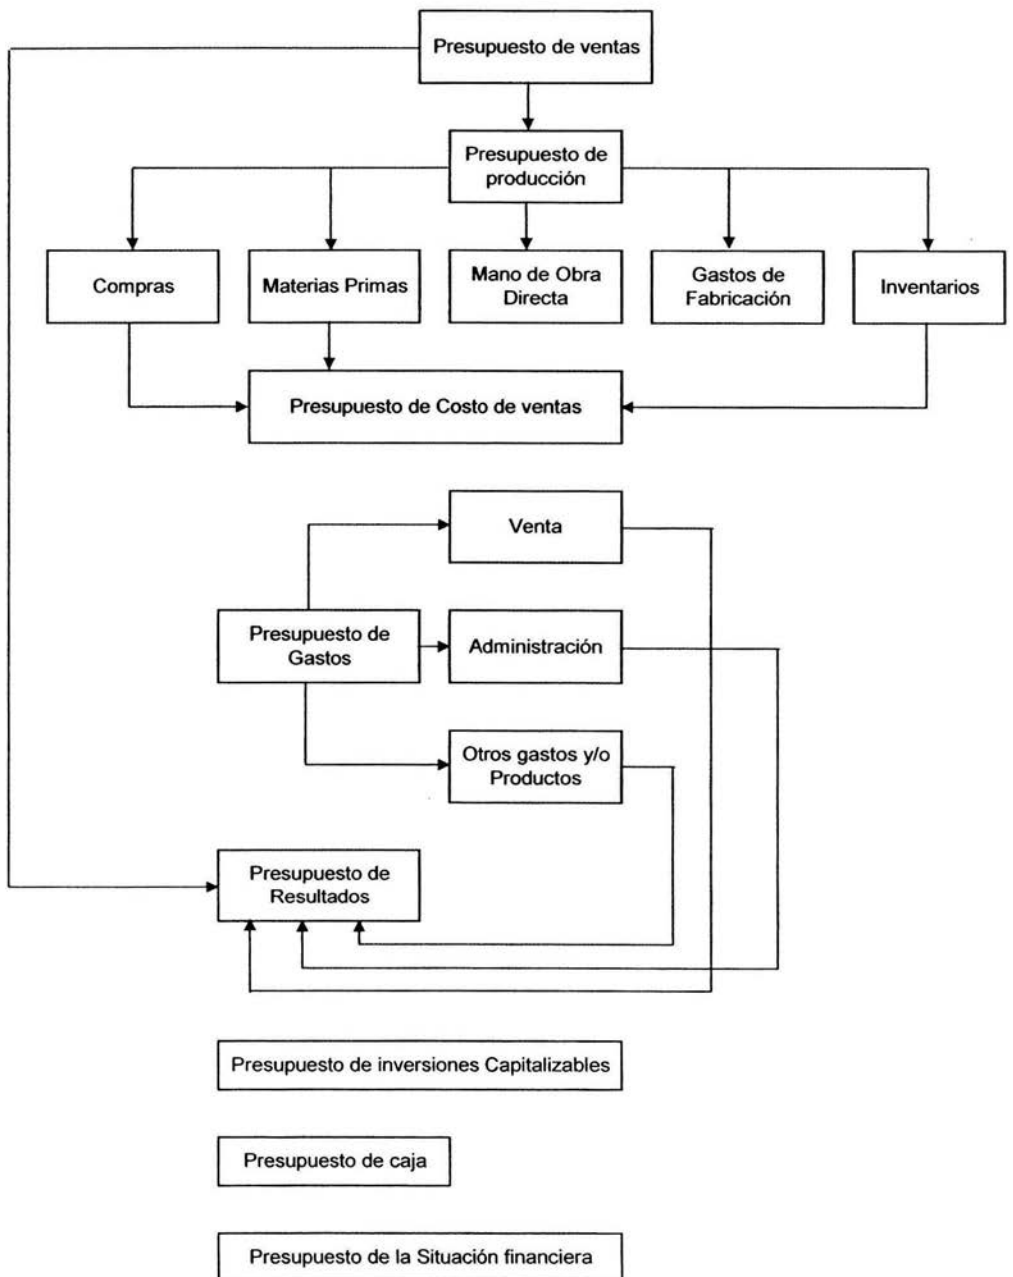 Presupuesto de ventas
Presupuesto de
producción
Compras
Materias Primas
Mano de Obra
Directa
Gastos de
Fabricación
Inventarios
Presupuesto de Costo de ventas
Venta
Presupuesto de
Gastos
Administración
Otros gastos y/o
Productos
Presupuesto de
Resultados
Presupuesto de inversiones Capitalizables
Presupuesto de caja
Presupuesto de la Situación financiera